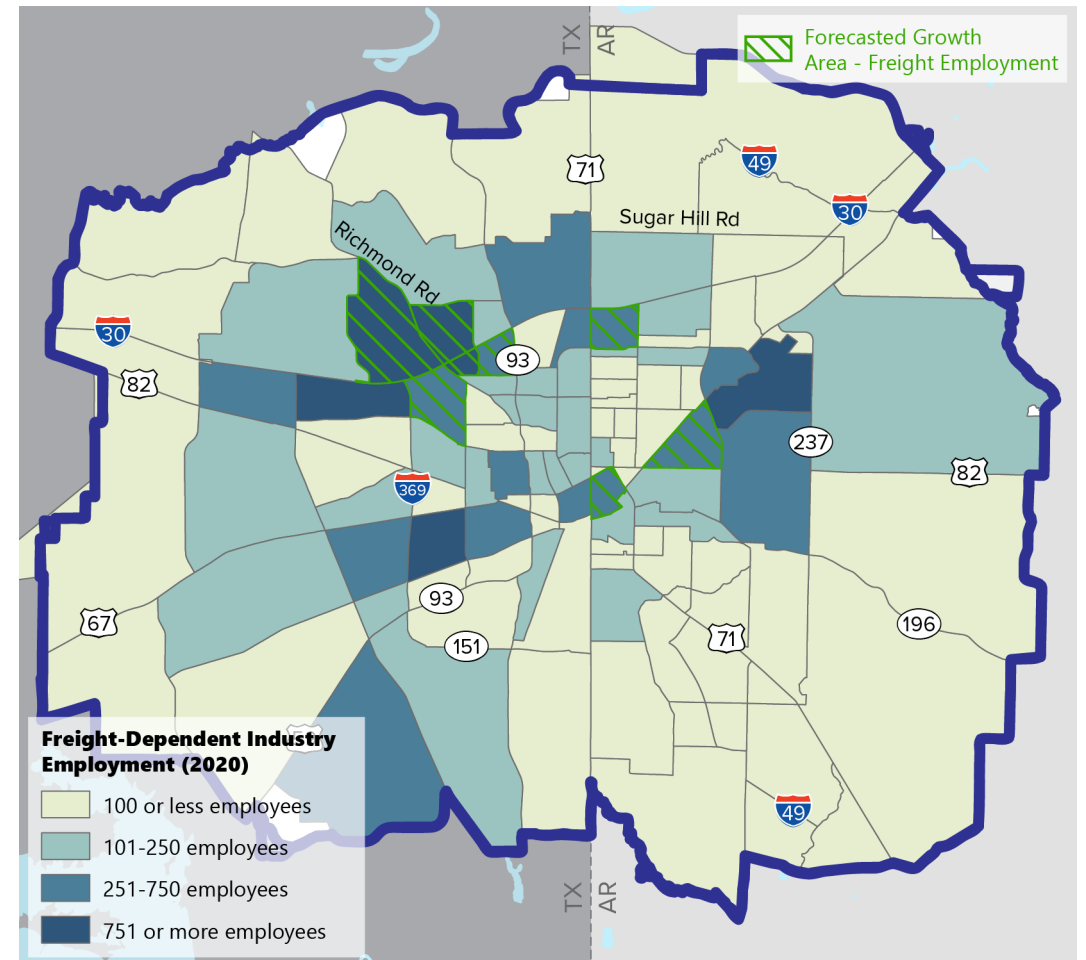 TX
AR
Forecasted Growth
Area - Freight Employment
71
49
30
Sugar Hill Rd
Richmond Rd
30
93
82
237
82
369
93
67
151
71
196
49
Freight-Dependent Industry
Employment (2020)
100 or less employees
101-250 employees
251-750 employees
751 or more employees
TX
AR